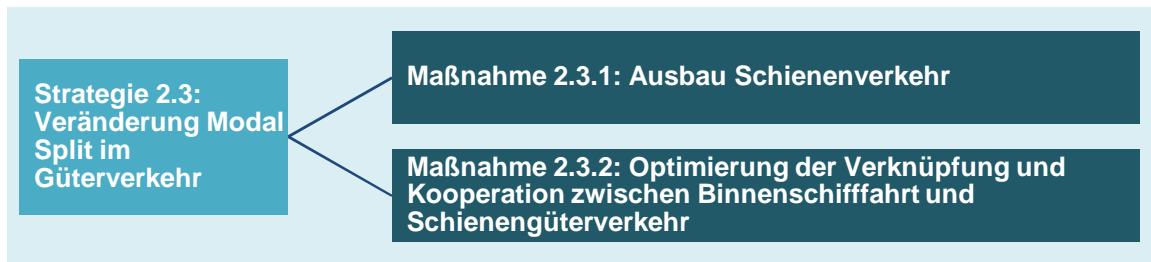 Strategie 2.3:
Veränderung Modal
Split im
Güterverkehr
Maßnahme 2.3.1: Ausbau Schienenverkehr
Maßnahme 2.3.2: Optimierung der Verknüpfung und
Kooperation zwischen Binnenschifffahrt und
Schienengüterverkehr